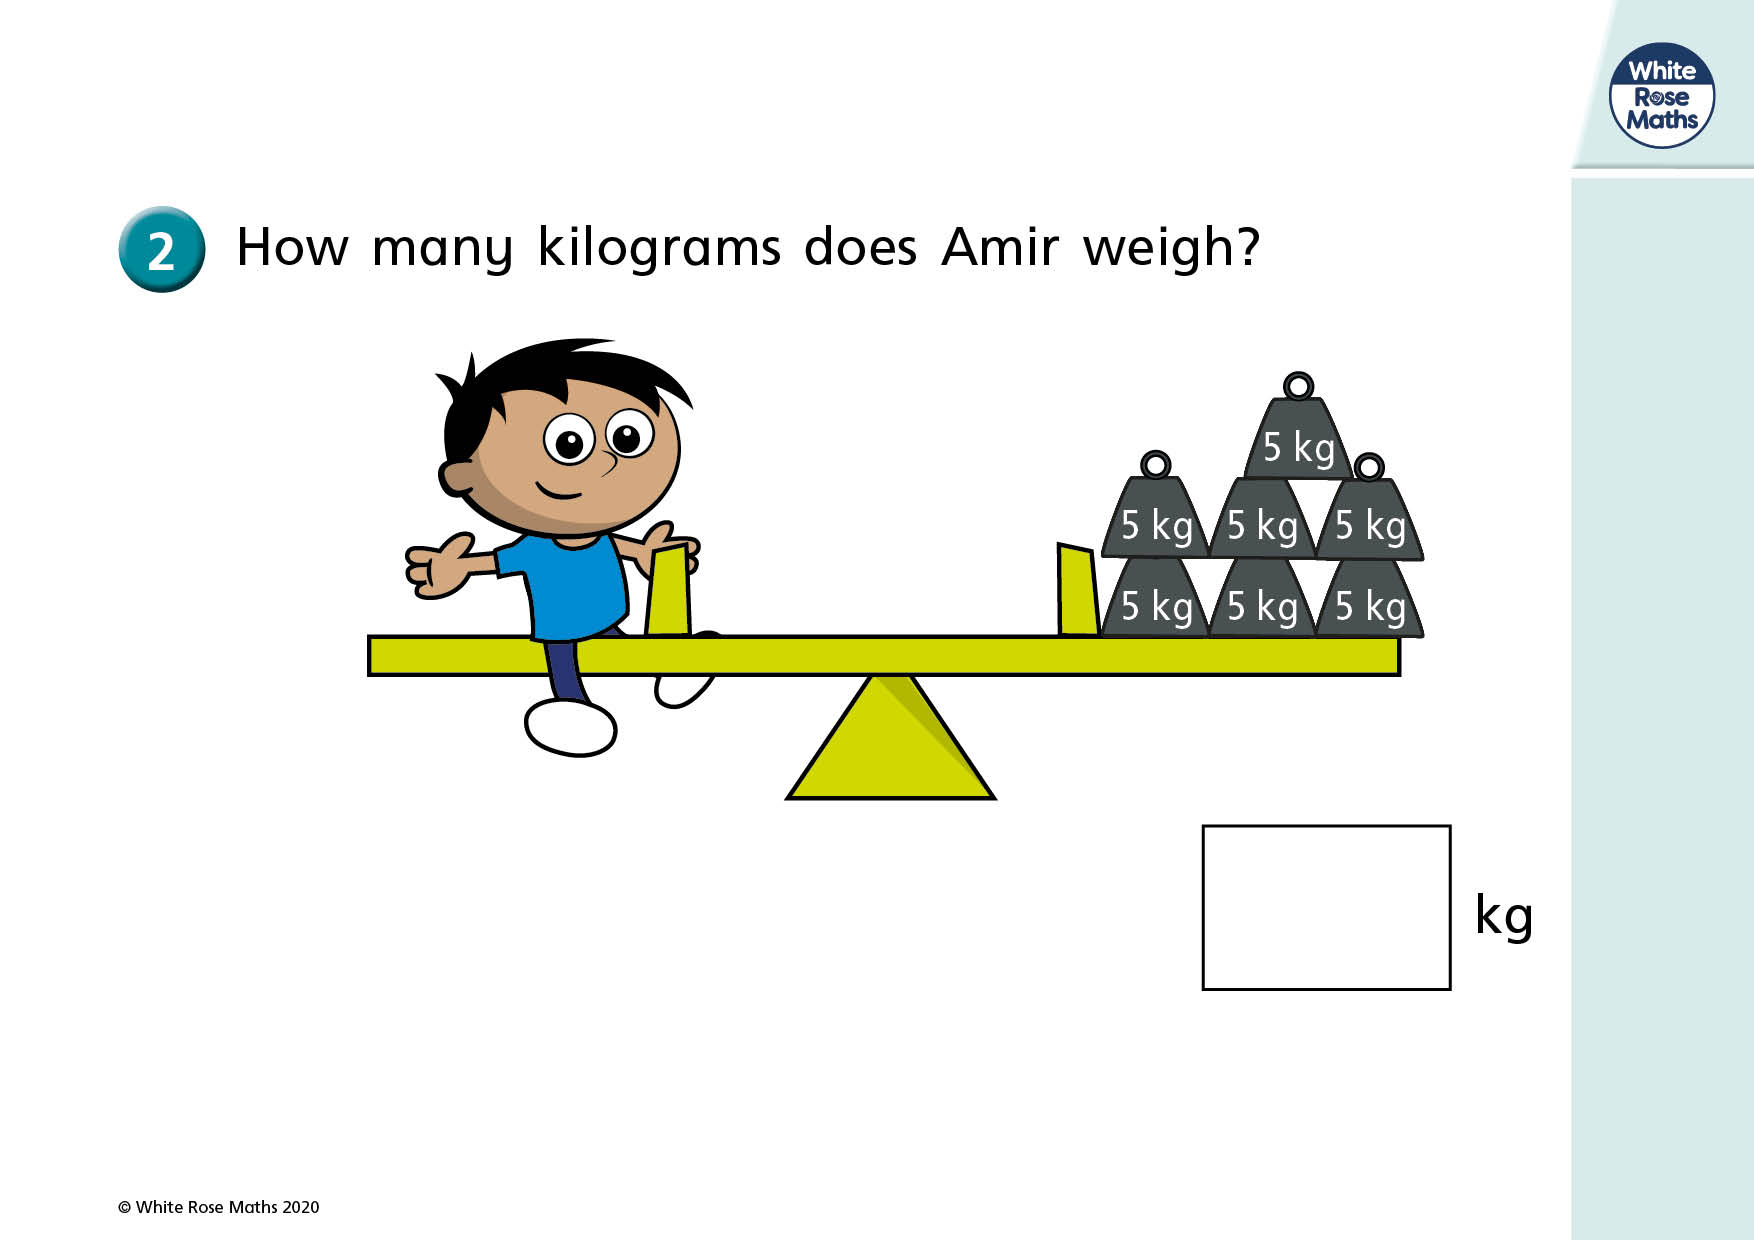 White
Rose
Maths
2 How many kilograms does Amir weigh?
5 kg
5 kg 5 kg 5 kg
5 kg 5 kg 5 kg
kg
© White Rose Maths 2020